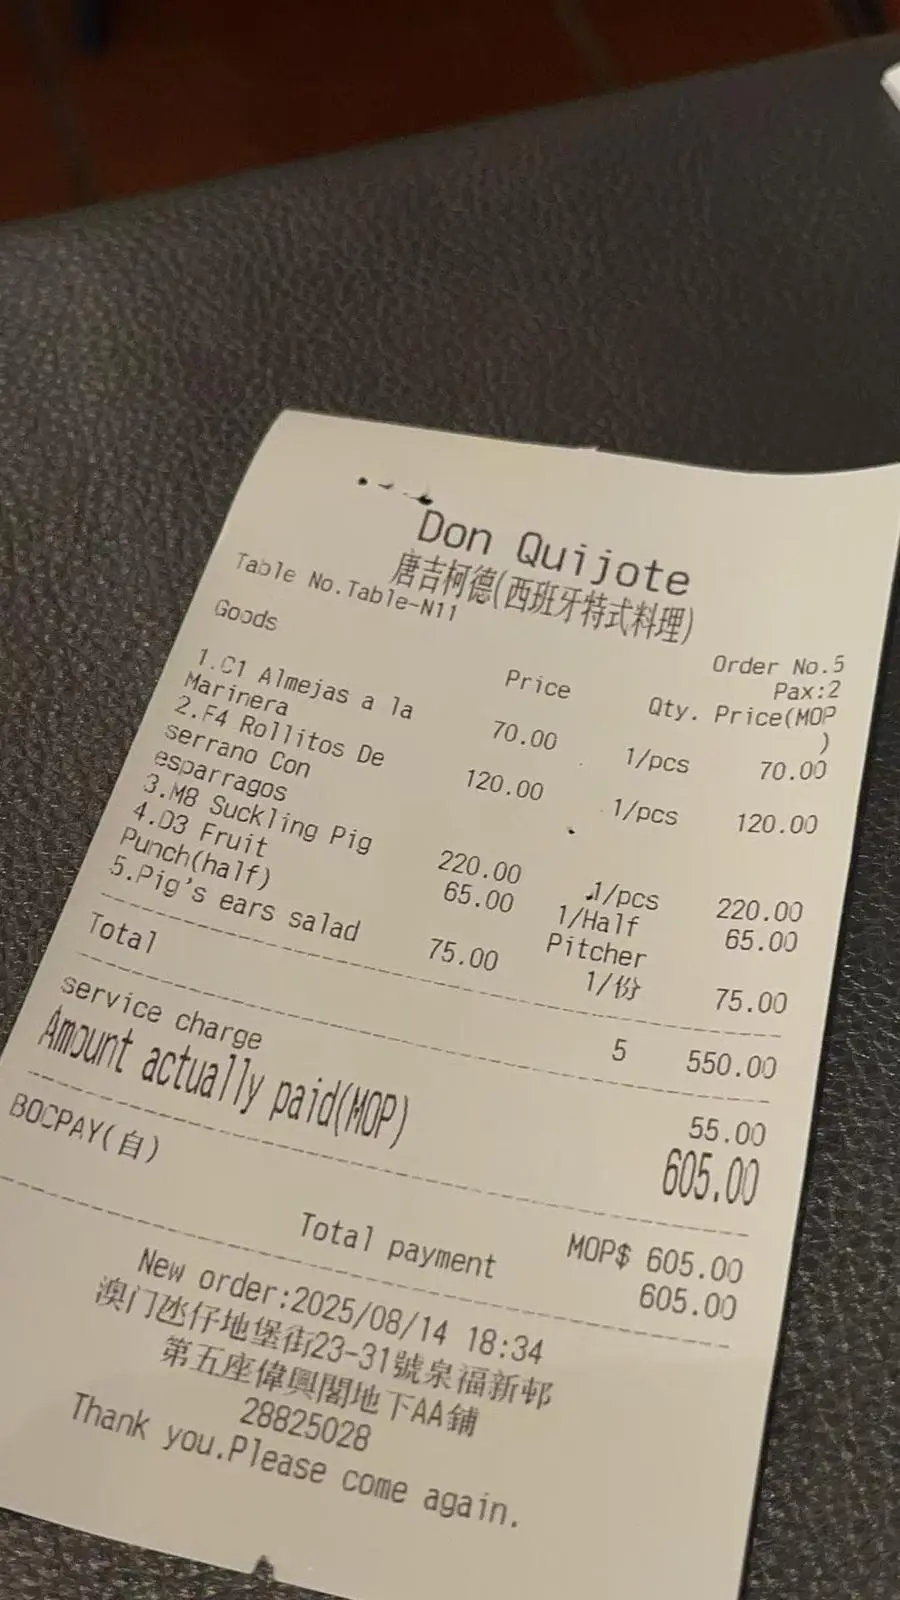 Don Quijote
唐吉柯德(西班牙特式料理)
Table No.Table-N11
Order No.5
Pax:2
Goods Price Qty. Price(MOP
)
1.C1 Almejas a la
Marinera 70.00 1/pcs 70.00
2.F4 Rollitos De
serrano Con
esparragos 120.00 1/pcs 120.00
3.M8 Suckling Pig 220.00 1/pcs 220.00
4.D3 Fruit
Punch(half) 65.00 1/Half
Pitcher 65.00
5.Pig's ears salad 75.00 1/份 75.00
Total 5 550.00
service charge 55.00
Amount actually paid(MOP) 605.00
BOCPAY(自) MOP$ 605.00
Total payment 605.00
New order:2025/08/14 18:34
澳门氹仔地堡街23-31號泉福新邨
第五座偉興閣地下AA鋪
28825028
Thank you.Please come again.